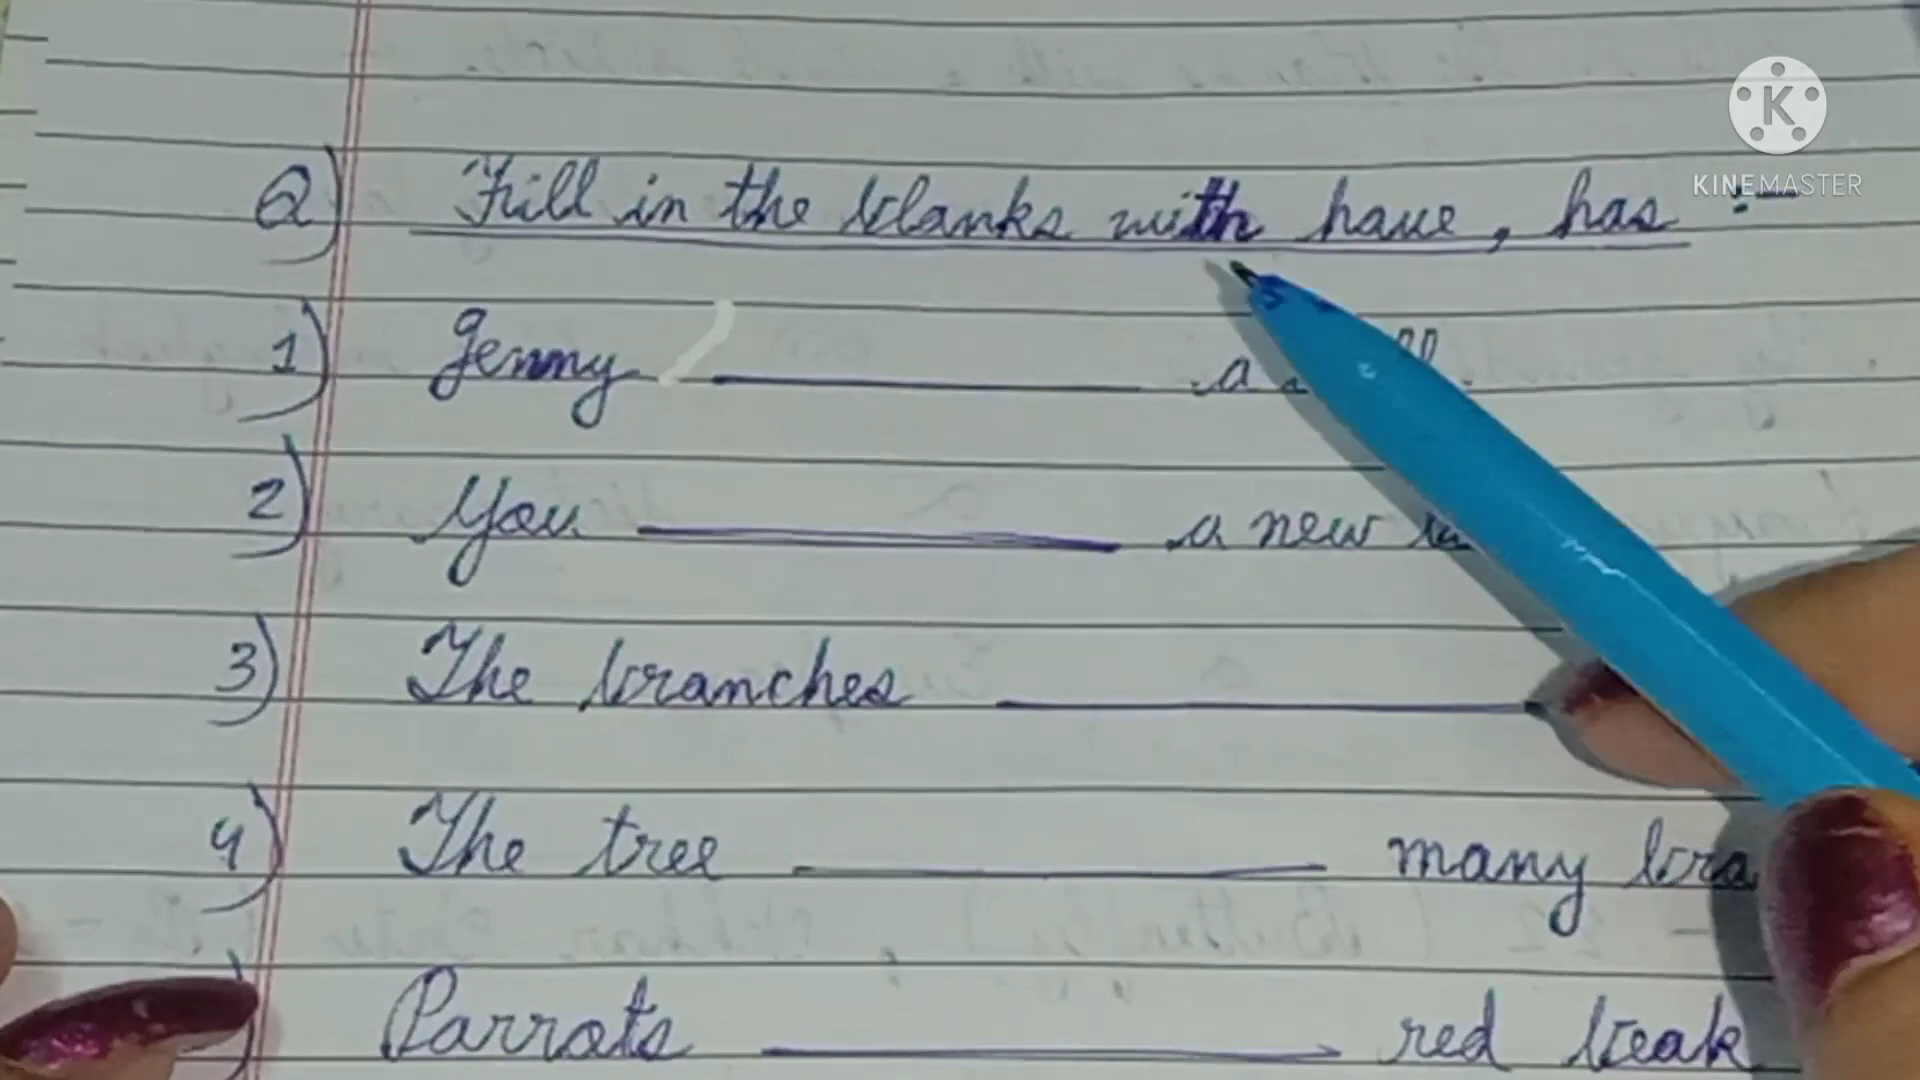 K
KINEMASTER
Q) Fill in the blanks with have, has :-
1) Jenny ________ a
2) You ________ a new
3) The branches ________
4) The tree ________ many
Parrots ________ red beak